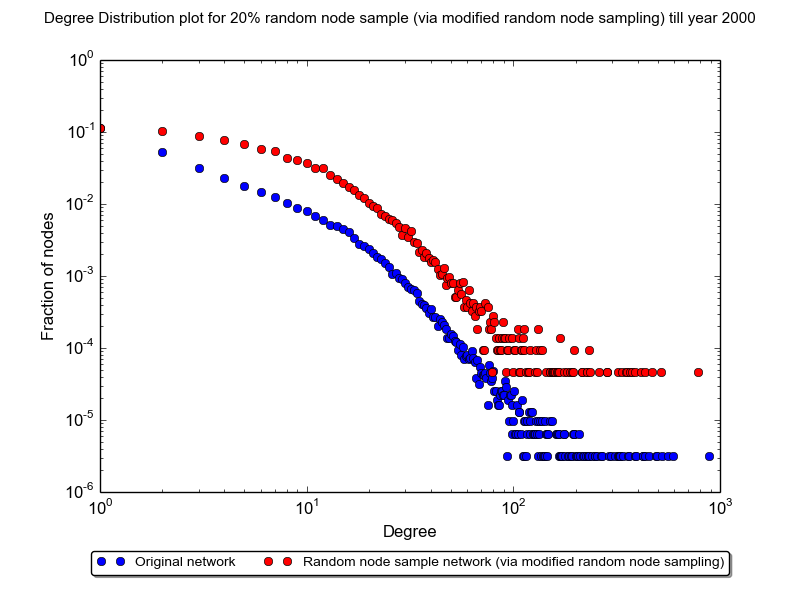 Degree Distribution plot for 20% random node sample (via modified random node sampling) till year 2000
10^0
10^-1
10^-2
10^-3
10^-4
10^-5
10^-6
Fraction of nodes
10^0 10^1 10^2 10^3
Degree
Original network Random node sample network (via modified random node sampling)